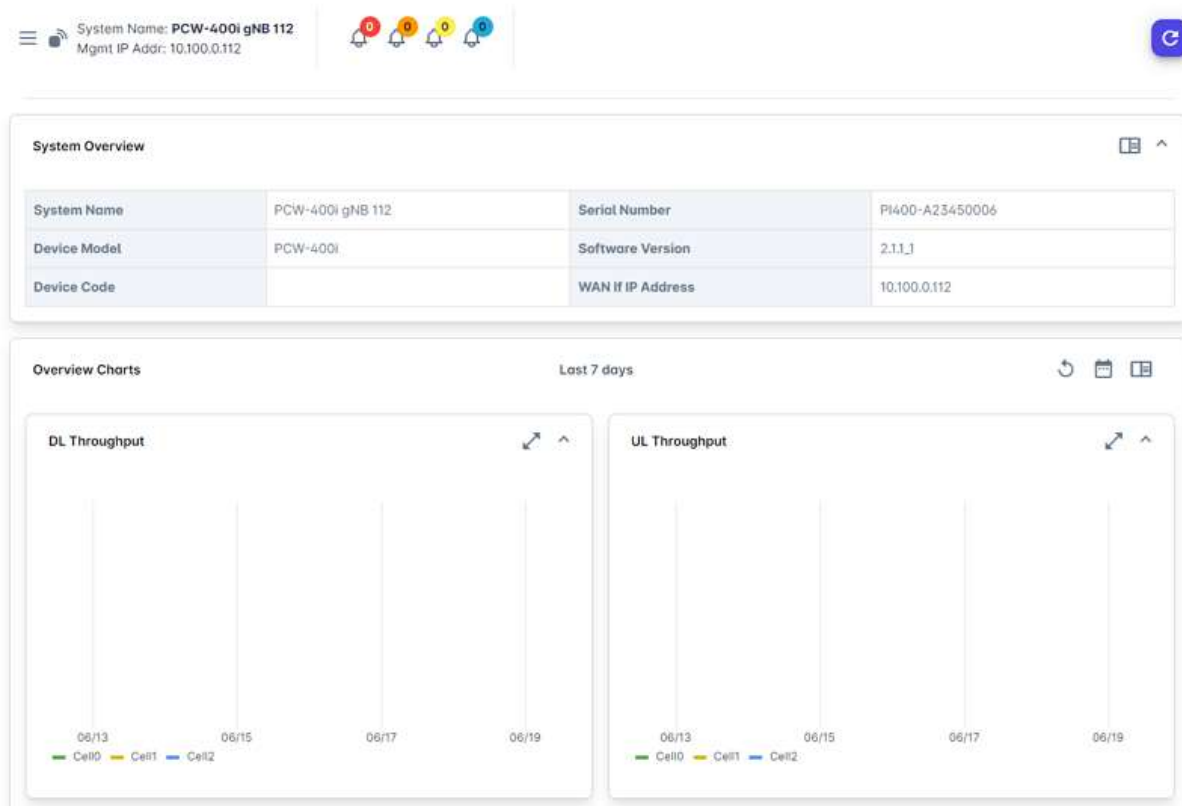 System Name: PCW-400i gNB 112
Mgmt IP Addr: 10.100.0.112
0 0 0 0
System Overview
System Name PCW-400i gNB 112 Serial Number PI400-A23450006
Device Model PCW-400i Software Version 2.1.1_1
Device Code WAN If IP Address 10.100.0.112
Overview Charts Last 7 days
DL Throughput
06/13 06/15 06/17 06/19
Cell0 Cell1 Cell2
UL Throughput
06/13 06/15 06/17 06/19
Cell0 Cell1 Cell2